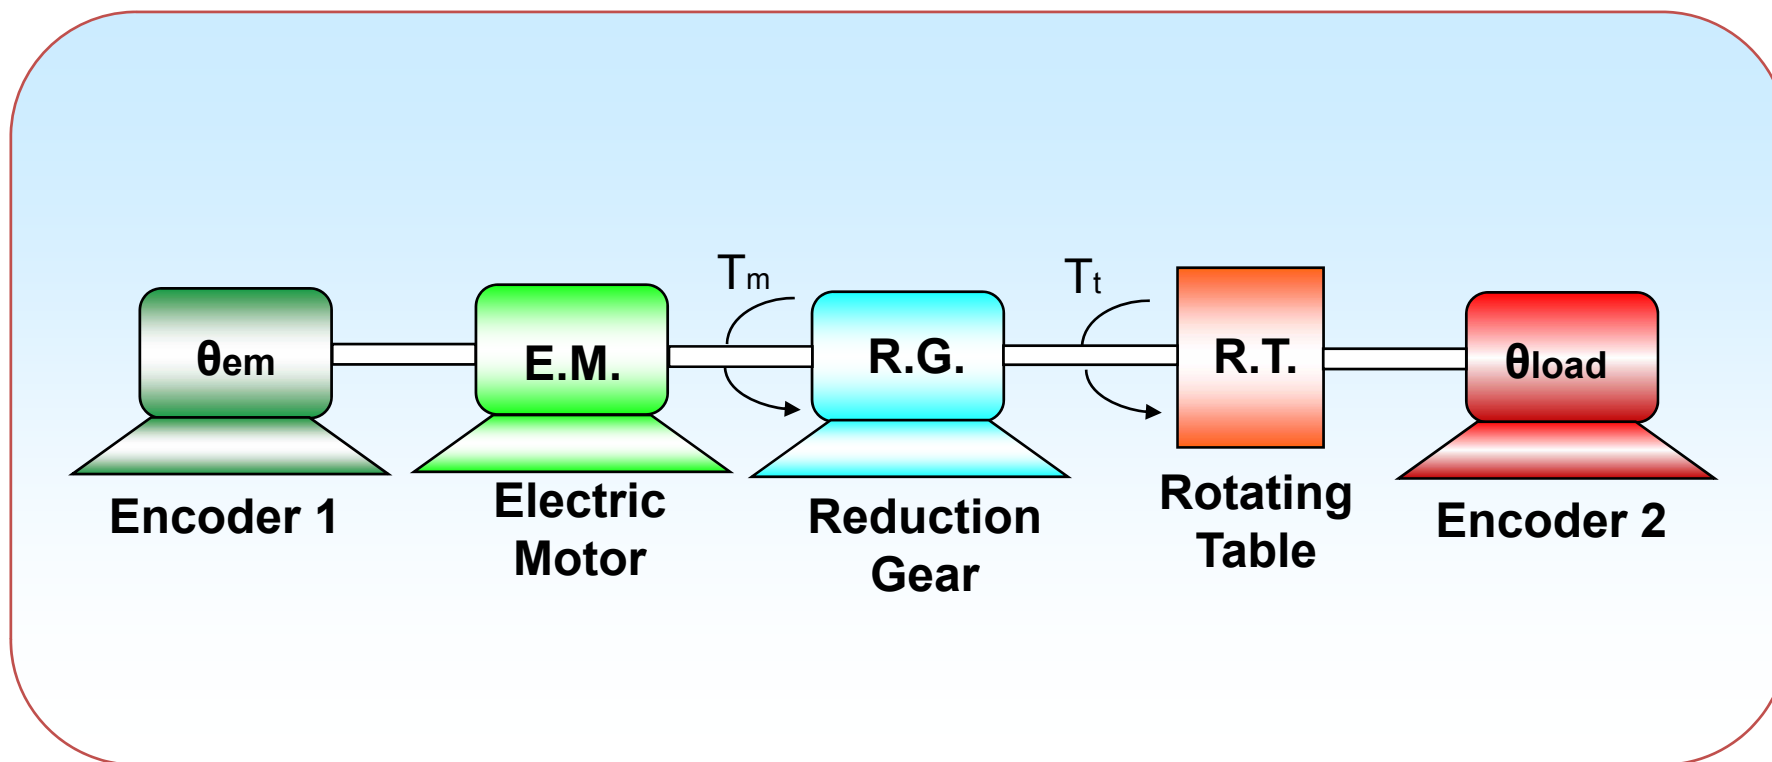 Tm
Tt
θem
E.M.
R.G.
R.T.
θload
Encoder 1
Electric
Motor
Reduction
Gear
Rotating
Table
Encoder 2